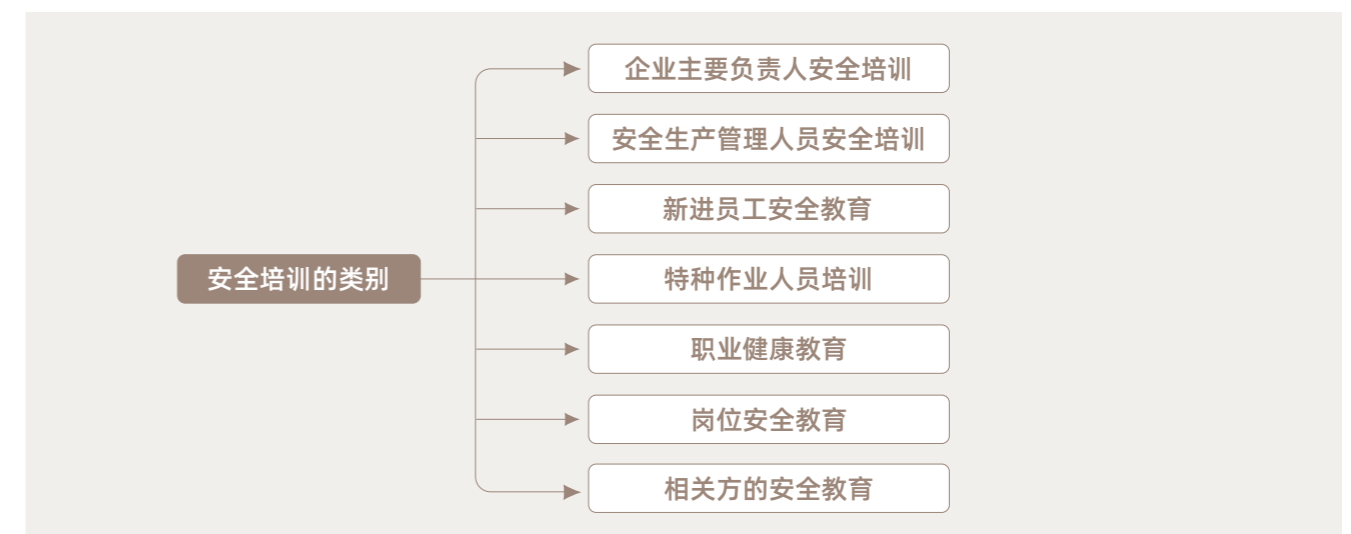 企业主要负责人安全培训
安全生产管理人员安全培训
新进员工安全教育
安全培训的类别
特种作业人员培训
职业健康教育
岗位安全教育
相关方的安全教育